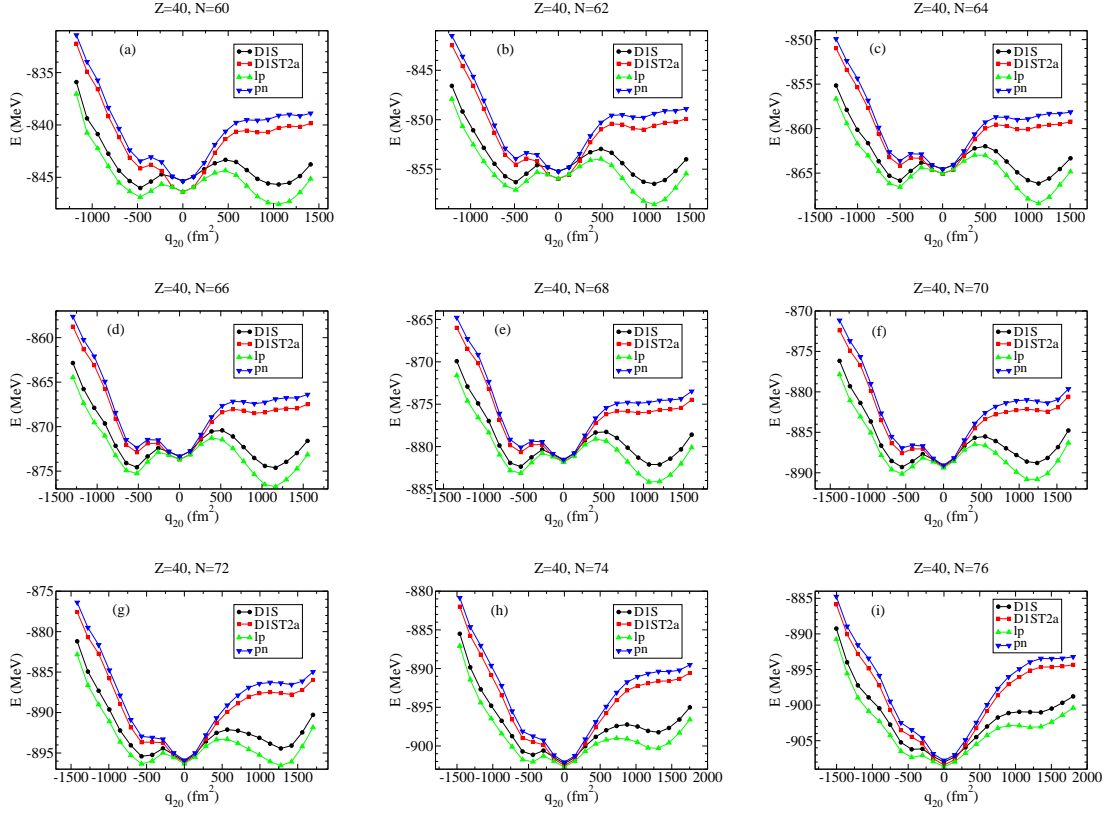 Z=40, N=60
(a)
D1S
D1ST2a
lp
pn
E (MeV)
-835
-840
-845
-1000 -500 0 500 1000 1500
q20 (fm2)
Z=40, N=62
(b)
D1S
D1ST2a
lp
pn
E (MeV)
-845
-850
-855
-1000 -500 0 500 1000 1500
q20 (fm2)
Z=40, N=64
(c)
D1S
D1ST2a
lp
pn
E (MeV)
-850
-855
-860
-865
-1500 -1000 -500 0 500 1000 1500
q20 (fm2)
Z=40, N=66
(d)
D1S
D1ST2a
lp
pn
E (MeV)
-860
-865
-870
-875
-1500 -1000 -500 0 500 1000 1500
q20 (fm2)
Z=40, N=68
(e)
D1S
D1ST2a
lp
pn
E (MeV)
-865
-870
-875
-880
-885
-1500 -1000 -500 0 500 1000 1500
q20 (fm2)
Z=40, N=70
(f)
D1S
D1ST2a
lp
pn
E (MeV)
-870
-875
-880
-885
-890
-1500 -1000 -500 0 500 1000 1500
q20 (fm2)
Z=40, N=72
(g)
D1S
D1ST2a
lp
pn
E (MeV)
-875
-880
-885
-890
-895
-1500 -1000 -500 0 500 1000 1500
q20 (fm2)
Z=40, N=74
(h)
D1S
D1ST2a
lp
pn
E (MeV)
-880
-885
-890
-895
-900
-1500 -1000 -500 0 500 1000 1500 2000
q20 (fm2)
Z=40, N=76
(i)
D1S
D1ST2a
lp
pn
E (MeV)
-885
-890
-895
-900
-905
-1500 -1000 -500 0 500 1000 1500 2000
q20 (fm2)